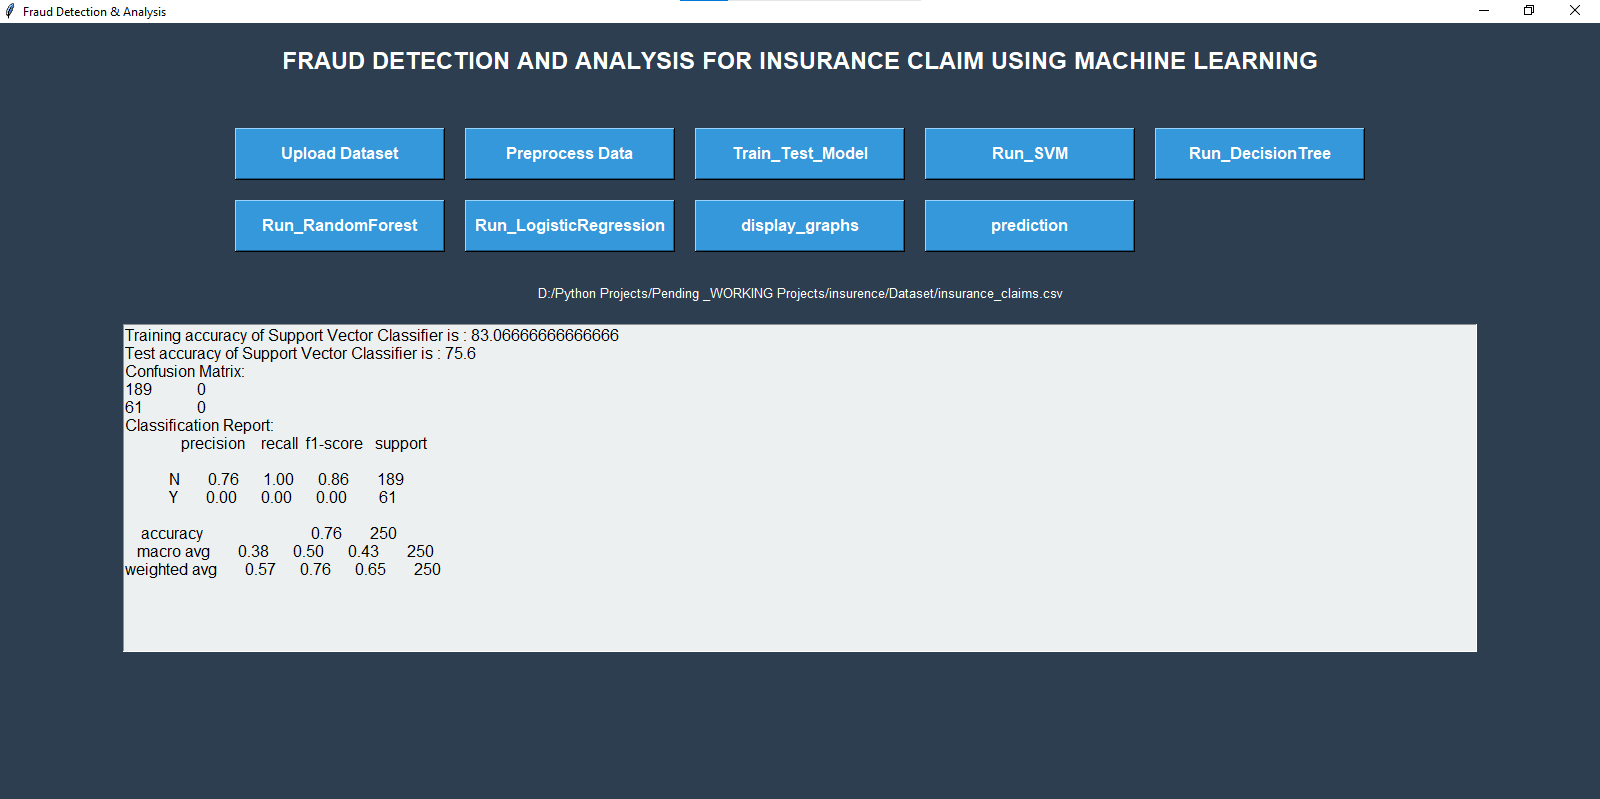 Fraud Detection & Analysis
FRAUD DETECTION AND ANALYSIS FOR INSURANCE CLAIM USING MACHINE LEARNING
Upload Dataset Preprocess Data Train_Test_Model Run_SVM Run_DecisionTree
Run_RandomForest Run_LogisticRegression display_graphs prediction
D:/Python Projects/Pending _WORKING Projects/insurence/Dataset/insurance_claims.csv
Training accuracy of Support Vector Classifier is : 83.06666666666666
Test accuracy of Support Vector Classifier is : 75.6
Confusion Matrix:
189 0
61 0
Classification Report:
precision recall f1-score support
N 0.76 1.00 0.86 189
Y 0.00 0.00 0.00 61
accuracy 0.76 250
macro avg 0.38 0.50 0.43 250
weighted avg 0.57 0.76 0.65 250